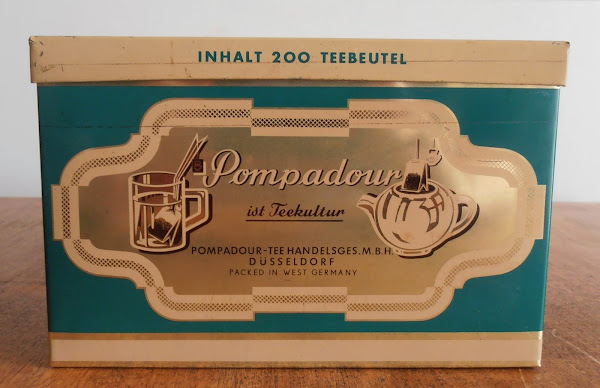 INHALT 200 TEEBEUTEL
Pompadour
ist Teekultur
POMPADOUR-TEE HANDELSGES.M.B.H.
DÜSSELDORF
PACKED IN WEST GERMANY